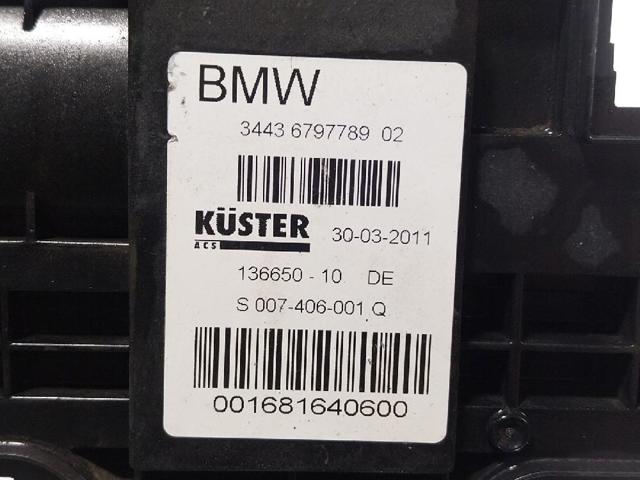 BMW
3443 6797789 02
KÜSTER
ACS
30-03-2011
136650 - 10 DE
S 007-406-001 Q
001681640600